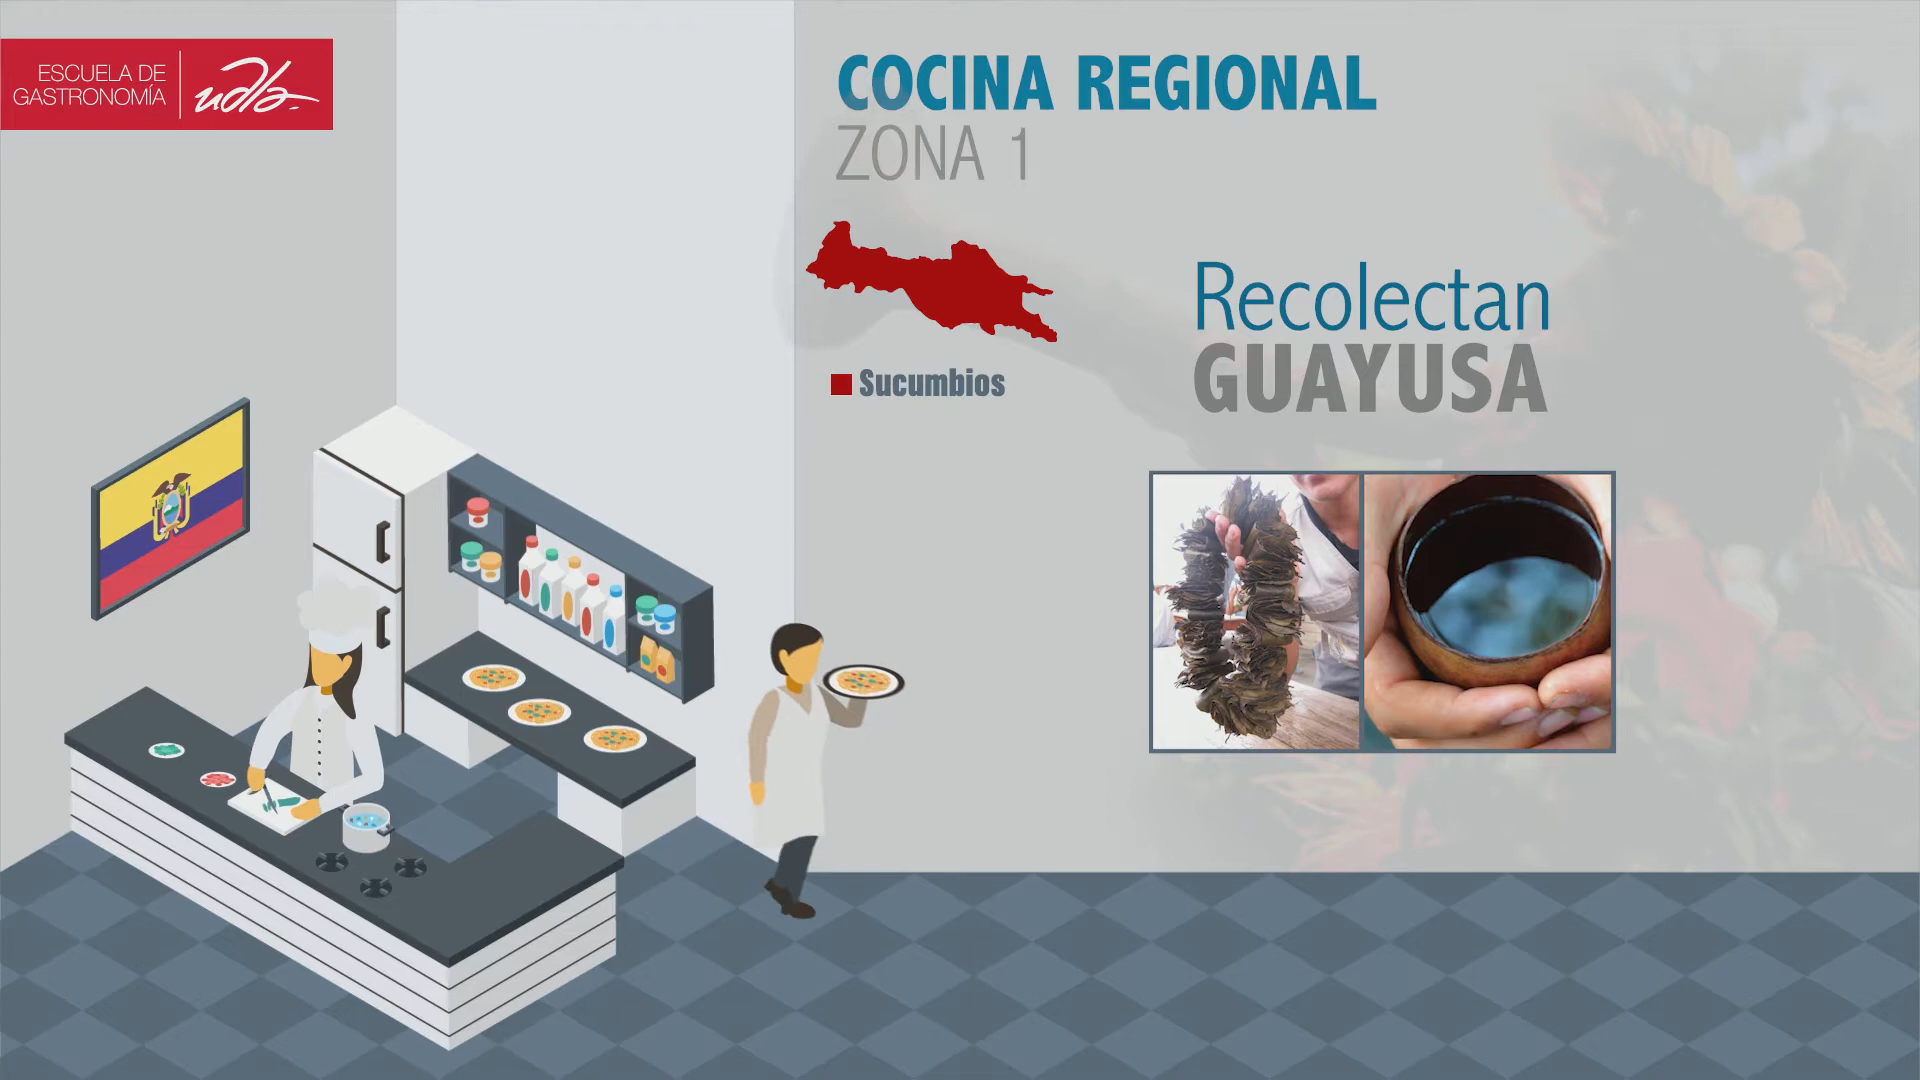 ESCUELA DE
GASTRONOMÍA
udla
COCINA REGIONAL
ZONA 1
Sucumbios
Recolectan
GUAYUSA